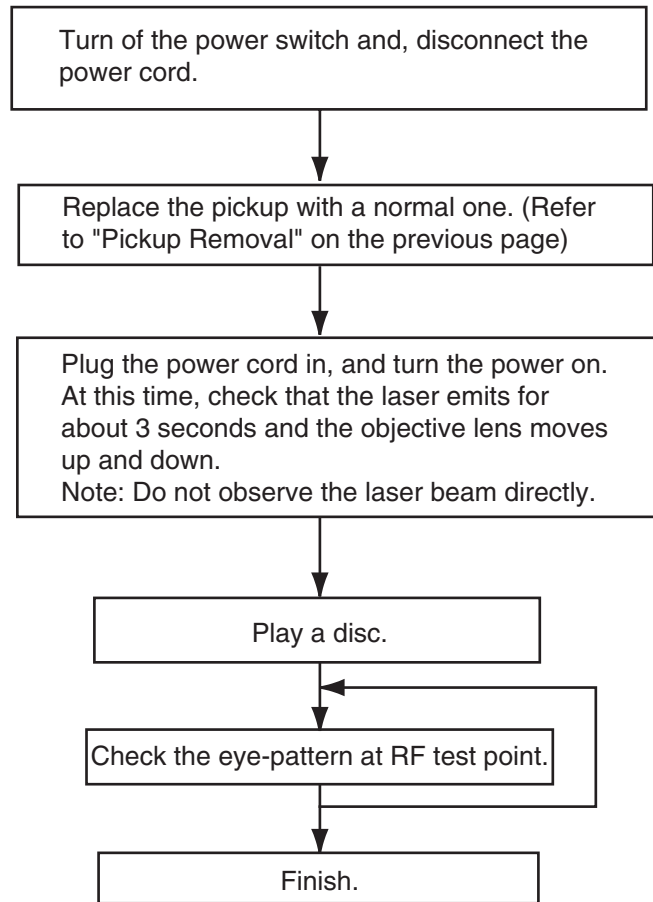 Turn of the power switch and, disconnect the
power cord.
Replace the pickup with a normal one. (Refer
to "Pickup Removal" on the previous page)
Plug the power cord in, and turn the power on.
At this time, check that the laser emits for
about 3 seconds and the objective lens moves
up and down.
Note: Do not observe the laser beam directly.
Play a disc.
Check the eye-pattern at RF test point.
Finish.